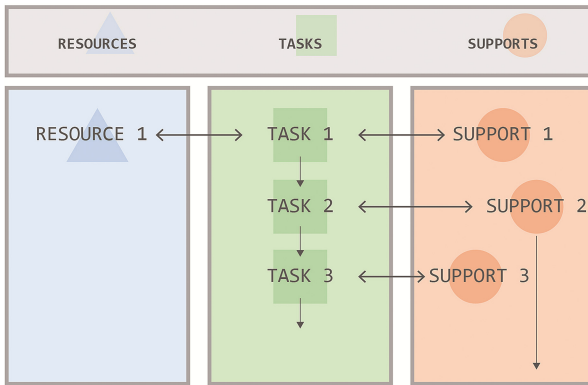 RESOURCES TASKS SUPPORTS
RESOURCE 1 TASK 1 SUPPORT 1
TASK 2 SUPPORT 2
TASK 3 SUPPORT 3